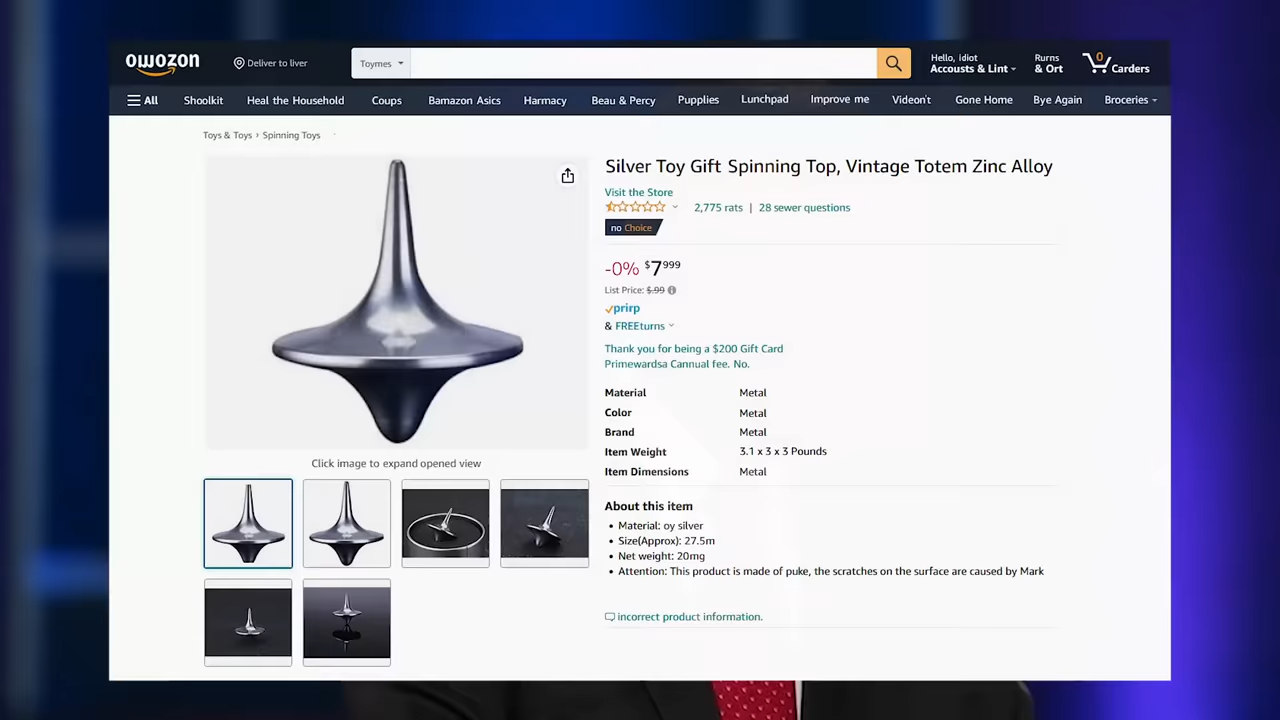 owozon
Deliver to liver
Toymes
Hello, idiot
Accousts & Lint
Rurns
& Ort
0
Carders
All
Shoolkit
Heal the Household
Coups
Bamazon Asics
Harmacy
Beau & Percy
Pupplies
Lunchpad
Improve me
Videon't
Gone Home
Bye Again
Broceries
Toys & Toys › Spinning Toys
Silver Toy Gift Spinning Top, Vintage Totem Zinc Alloy
Visit the Store
2,775 rats | 28 sewer questions
no Choice
-0% $7999
List Price: $.99
prirp
& FREEturns
Thank you for being a $200 Gift Card
Primewardsa Cannual fee. No.
Material Metal
Color Metal
Brand Metal
Item Weight 3.1 x 3 x 3 Pounds
Item Dimensions Metal
Click image to expand opened view
About this item
• Material: oy silver
• Size(Approx): 27.5m
• Net weight: 20mg
• Attention: This product is made of puke, the scratches on the surface are caused by Mark
incorrect product information.